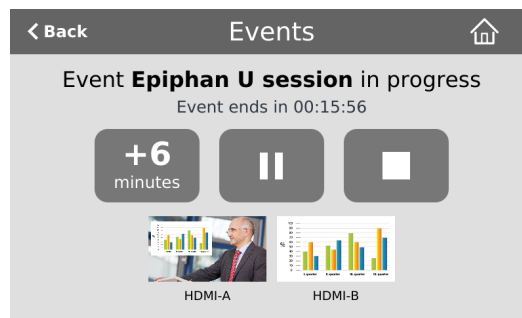 Back
Events
Event Epiphan U session in progress
Event ends in 00:15:56
+6
minutes
HDMI-A
HDMI-B